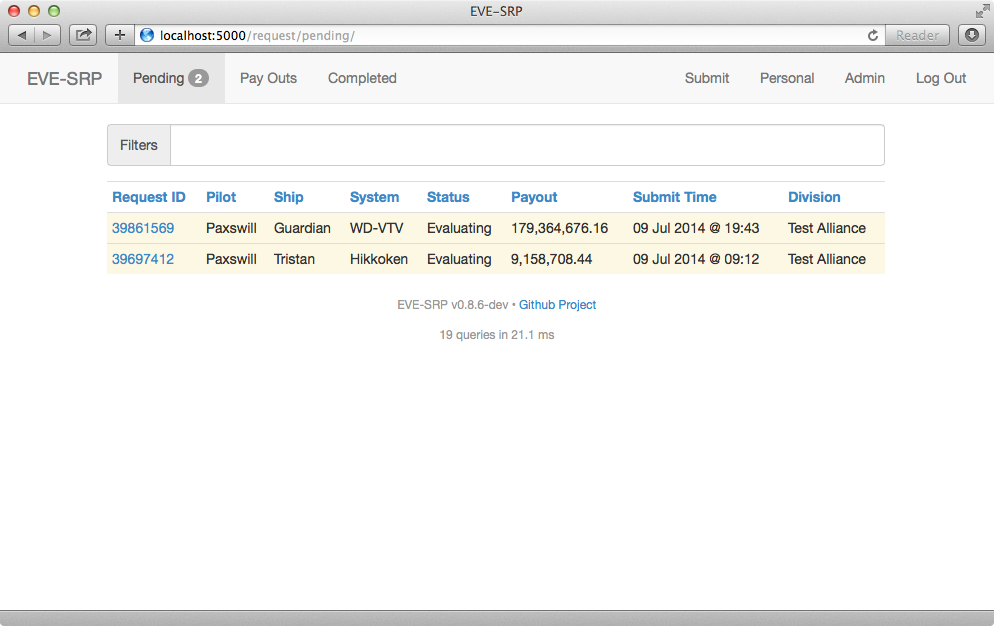 EVE-SRP
localhost:5000/request/pending/ Reader
EVE-SRP Pending 2 Pay Outs Completed Submit Personal Admin Log Out
Filters
Request ID Pilot Ship System Status Payout Submit Time Division
39861569 Paxswill Guardian WD-VTV Evaluating 179,364,676.16 09 Jul 2014 @ 19:43 Test Alliance
39697412 Paxswill Tristan Hikkoken Evaluating 9,158,708.44 09 Jul 2014 @ 09:12 Test Alliance
EVE-SRP v0.8.6-dev • Github Project
19 queries in 21.1 ms